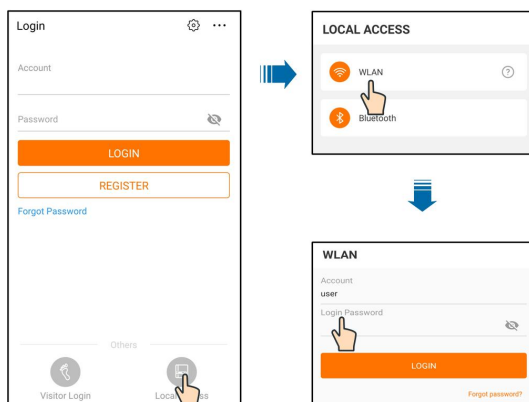 Login
Account
Password
LOGIN
REGISTER
Forgot Password
Others
Visitor Login
Local
LOCAL ACCESS
WLAN
Bluetooth
WLAN
Account
user
Login Password
LOGIN
Forgot password?